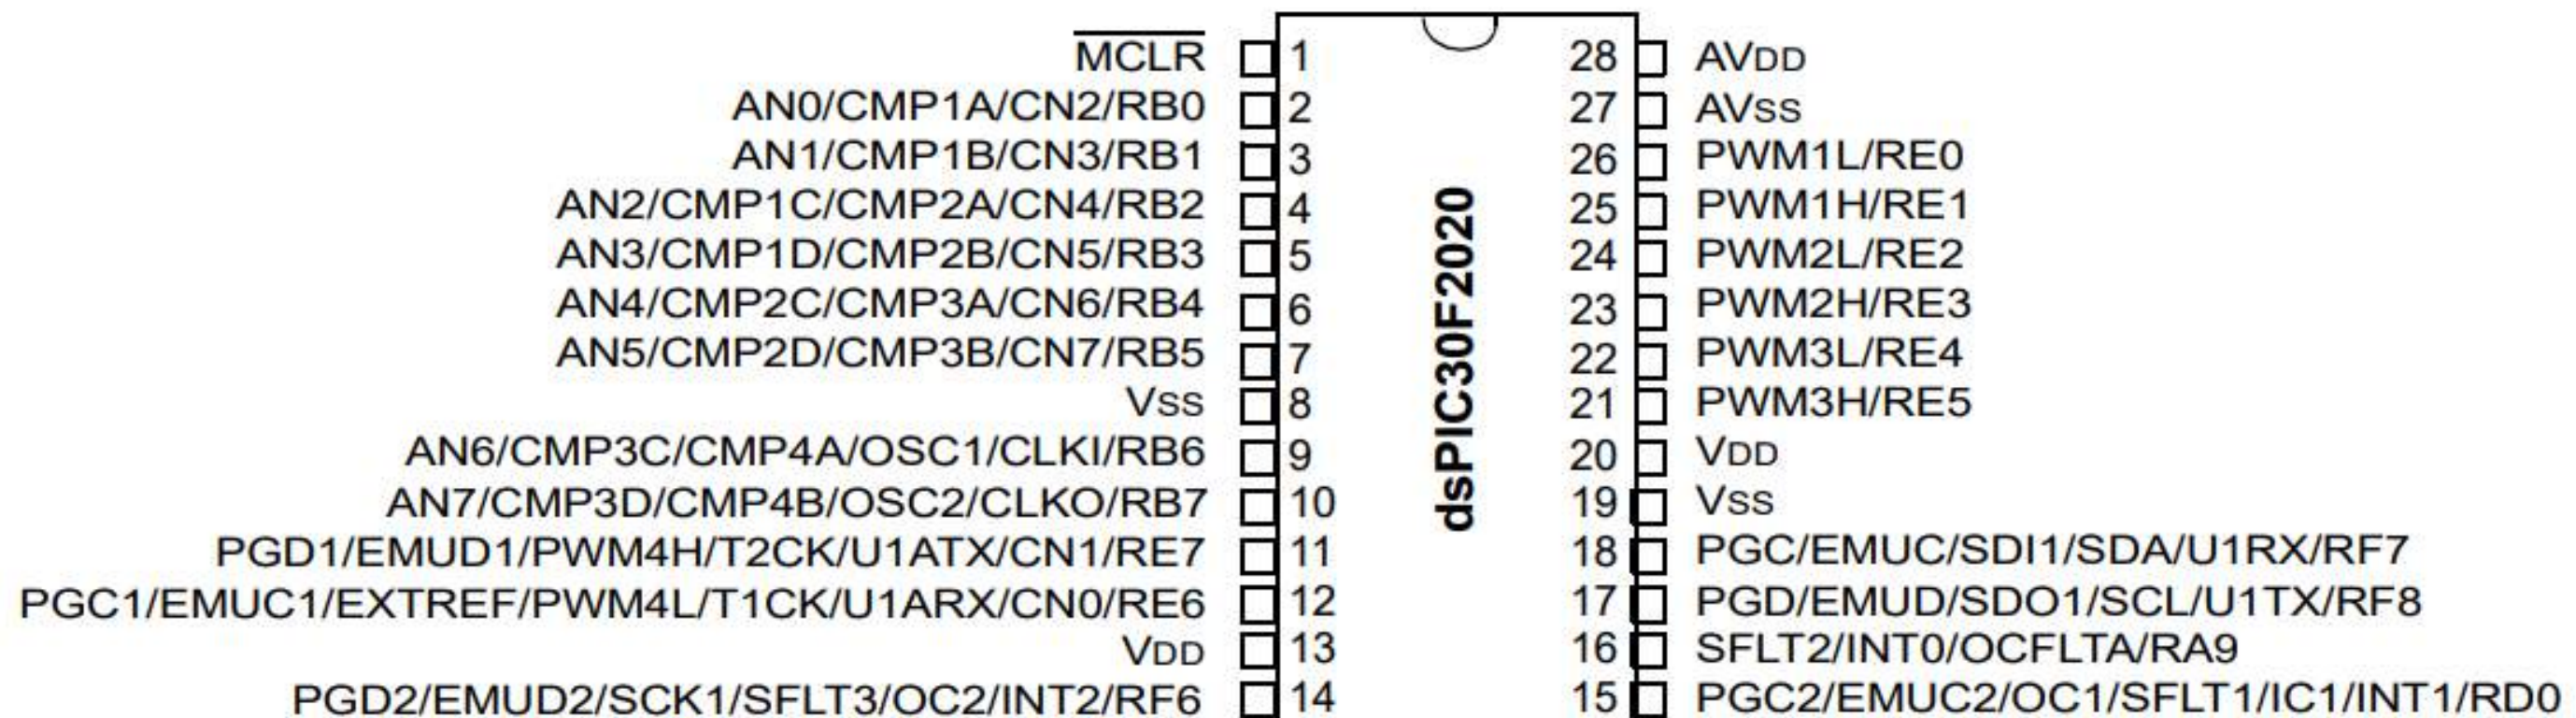 MCLR 1 28 AVDD
AN0/CMP1A/CN2/RB0 2 27 AVSS
AN1/CMP1B/CN3/RB1 3 26 PWM1L/RE0
AN2/CMP1C/CMP2A/CN4/RB2 4 25 PWM1H/RE1
AN3/CMP1D/CMP2B/CN5/RB3 5 24 PWM2L/RE2
AN4/CMP2C/CMP3A/CN6/RB4 6 23 PWM2H/RE3
AN5/CMP2D/CMP3B/CN7/RB5 7 22 PWM3L/RE4
VSS 8 21 PWM3H/RE5
AN6/CMP3C/CMP4A/OSC1/CLKI/RB6 9 20 VDD
AN7/CMP3D/CMP4B/OSC2/CLKO/RB7 10 19 VSS
PGD1/EMUD1/PWM4H/T2CK/U1ATX/CN1/RE7 11 18 PGC/EMUC/SDI1/SDA/U1RX/RF7
PGC1/EMUC1/EXTREF/PWM4L/T1CK/U1ARX/CN0/RE6 12 17 PGD/EMUD/SDO1/SCL/U1TX/RF8
VDD 13 16 SFLT2/INT0/OCFLTA/RA9
PGD2/EMUD2/SCK1/SFLT3/OC2/INT2/RF6 14 15 PGC2/EMUC2/OC1/SFLT1/IC1/INT1/RD0
dsPIC30F2020